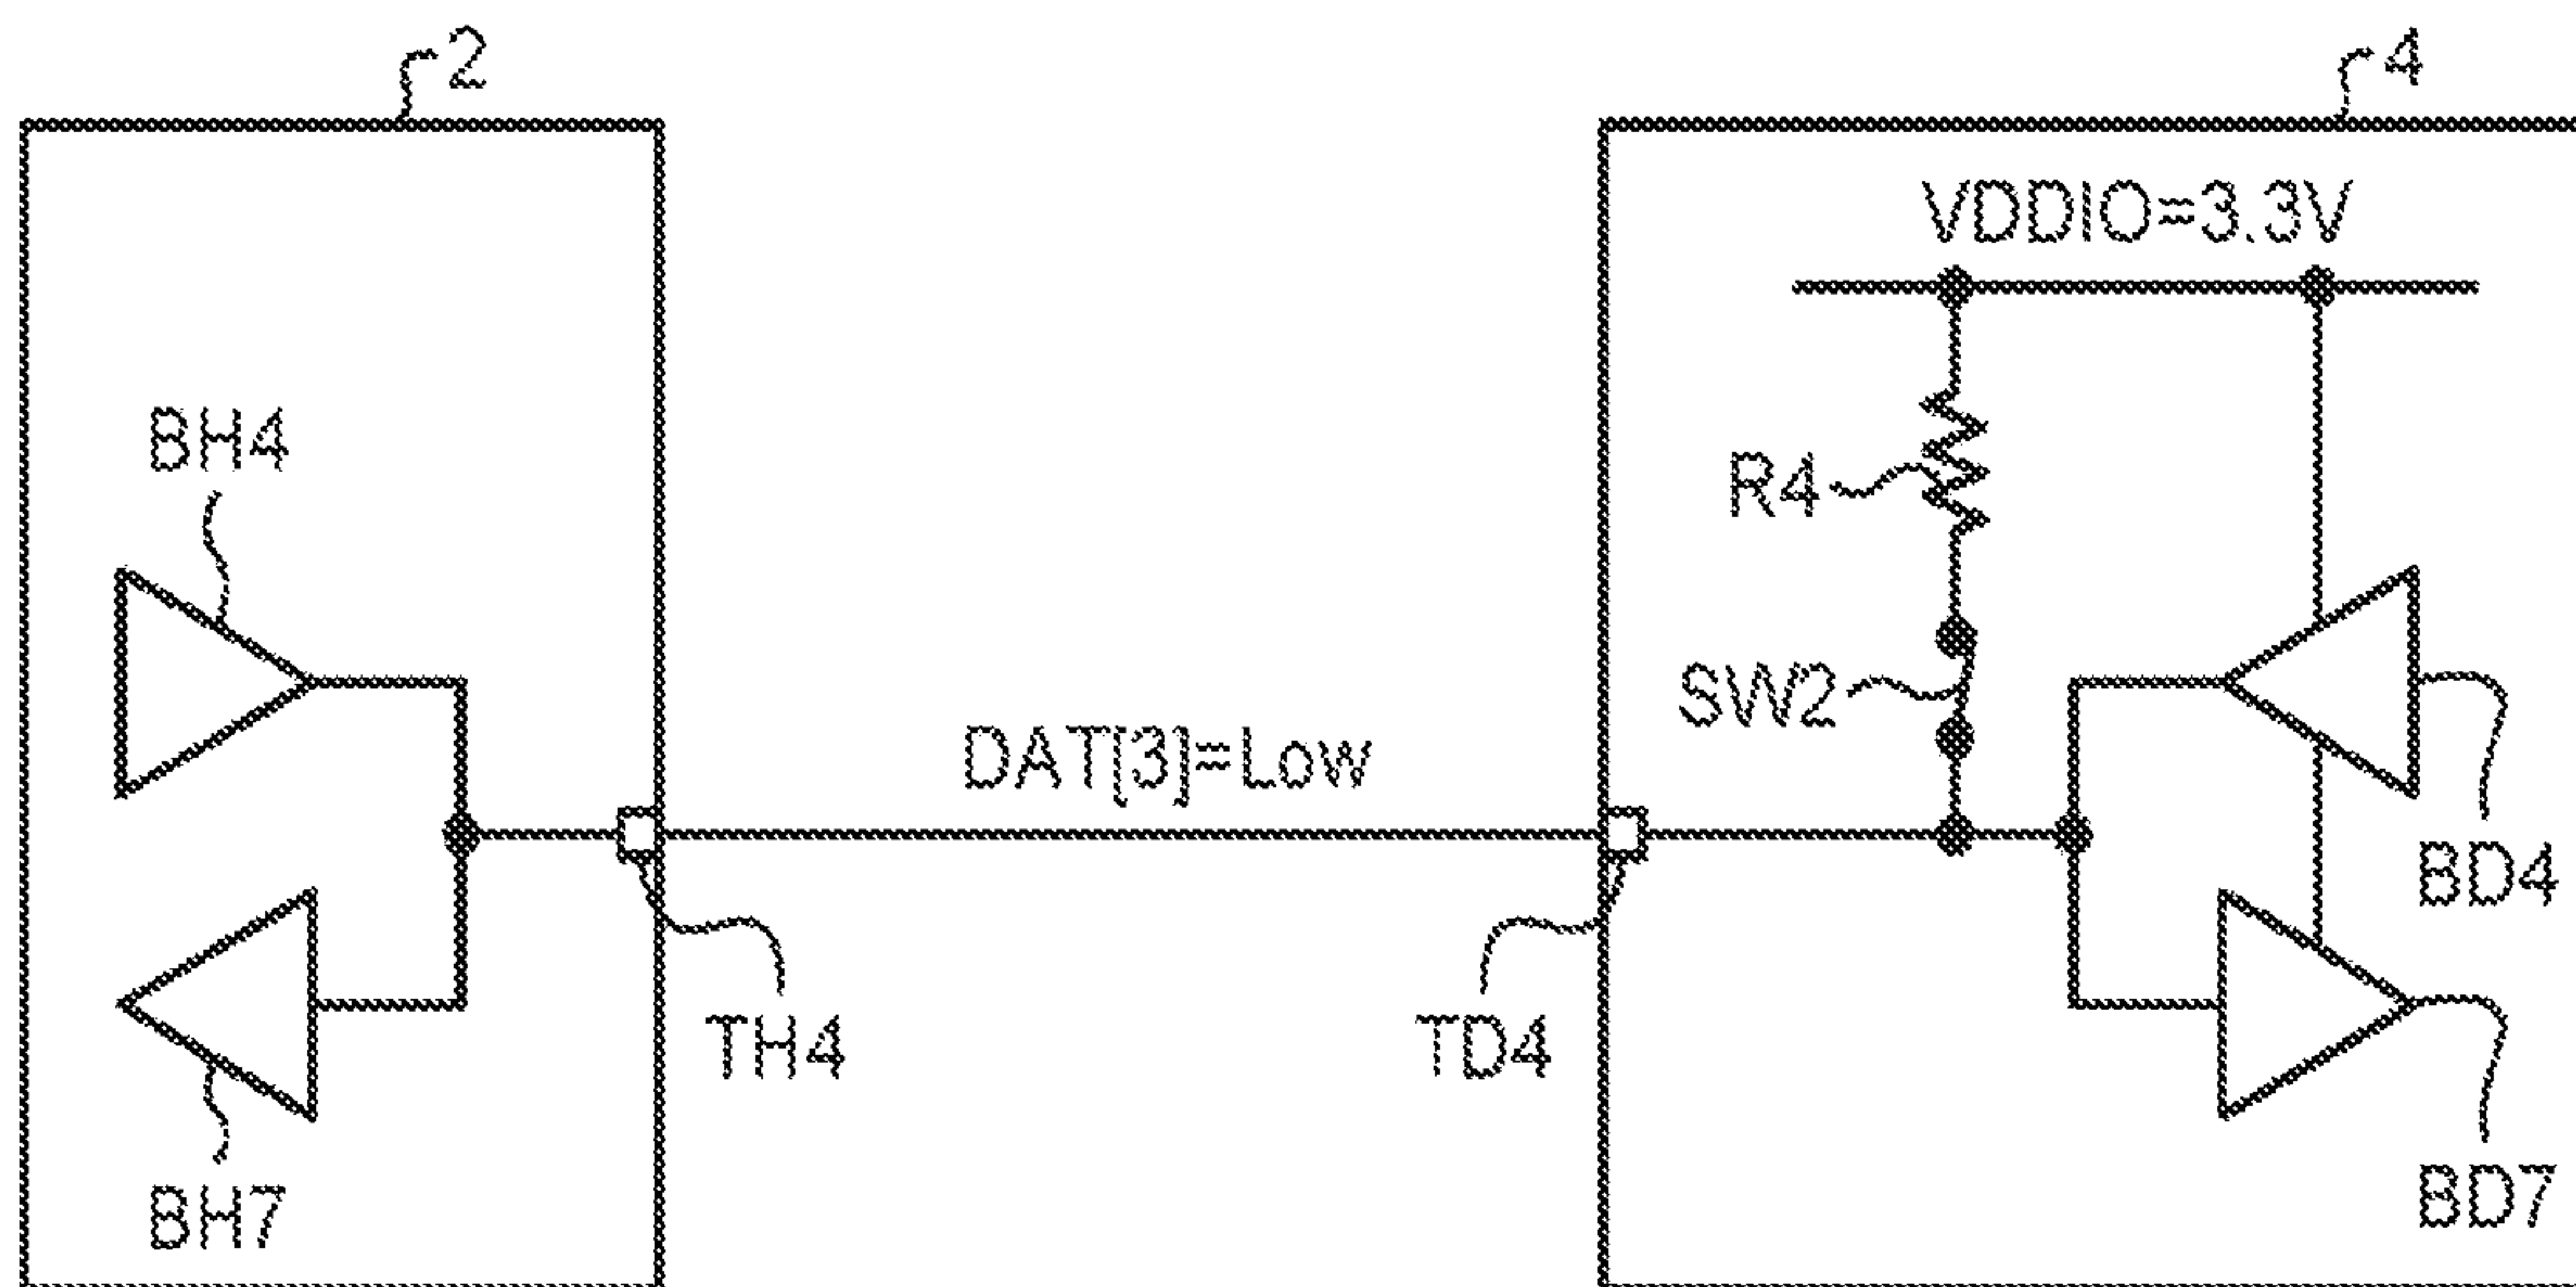 2
4
VDDIO=3.3V
BH4
R4
SW2
DAT[3]=Low
BD4
TH4
TD4
BH7
BD7